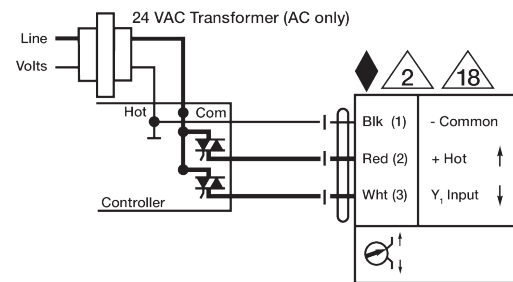 24 VAC Transformer (AC only)
Line
Volts
2
18
Hot
Com
Blk (1)
- Common
Red (2)
+ Hot
Wht (3)
Y₁ Input
Controller